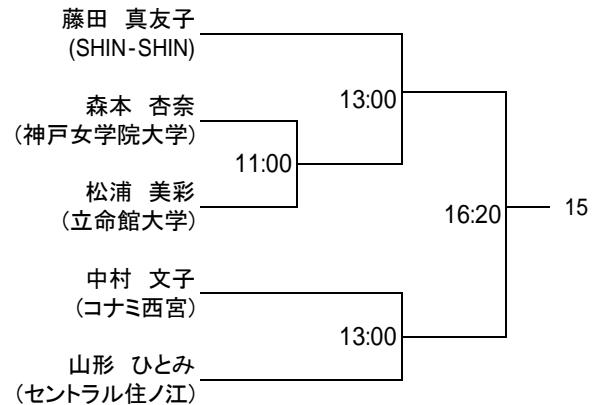 藤田 真友子
(SHIN-SHIN)
13:00
森本 杏奈
(神戸女学院大学)
11:00
松浦 美彩
(立命館大学)
16:20
15
中村 文子
(コナミ西宮)
13:00
山形 ひとみ
(セントラル住ノ江)